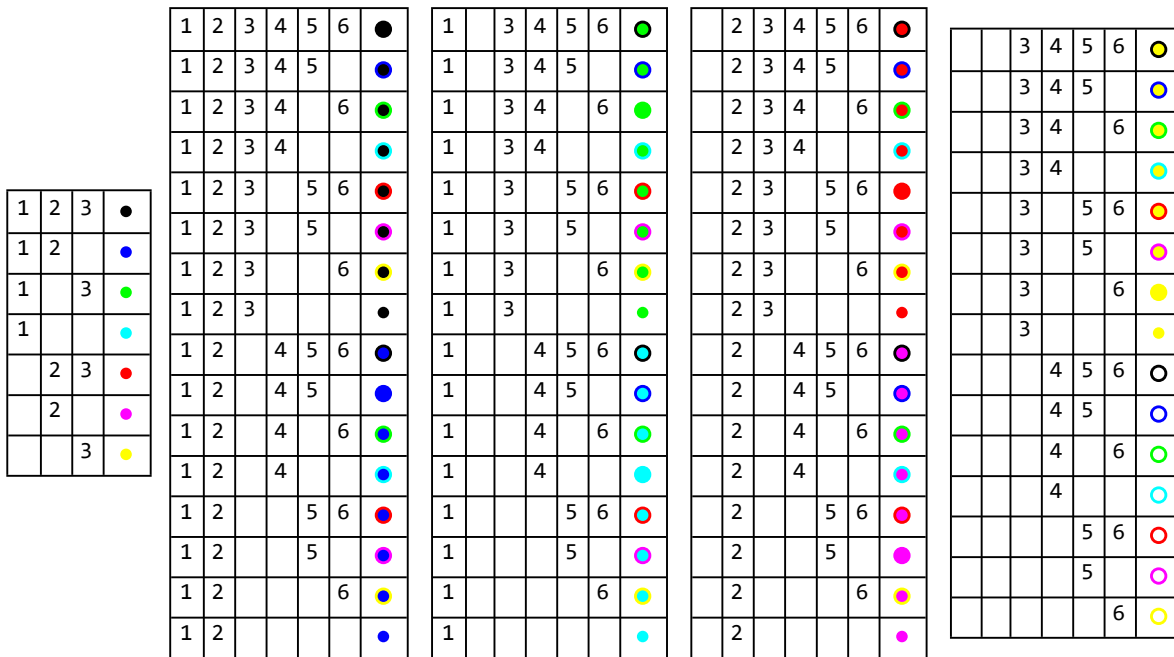 1 2 3
1 2
1 3
1
2 3
2
3
1 2 3 4 5 6
1 2 3 4 5
1 2 3 4 6
1 2 3 4
1 2 3 5 6
1 2 3 5
1 2 3 6
1 2 3
1 2 4 5 6
1 2 4 5
1 2 4 6
1 2 4
1 2 5 6
1 2 5
1 2 6
1 2
1 3 4 5 6
1 3 4 5
1 3 4 6
1 3 4
1 3 5 6
1 3 5
1 3 6
1 3
1 4 5 6
1 4 5
1 4 6
1 4
1 5 6
1 5
1 6
1
2 3 4 5 6
2 3 4 5
2 3 4 6
2 3 4
2 3 5 6
2 3 5
2 3 6
2 3
2 4 5 6
2 4 5
2 4 6
2 4
2 5 6
2 5
2 6
2
3 4 5 6
3 4 5
3 4 6
3 4
3 5 6
3 5
3 6
3
4 5 6
4 5
4 6
4
5 6
5
6